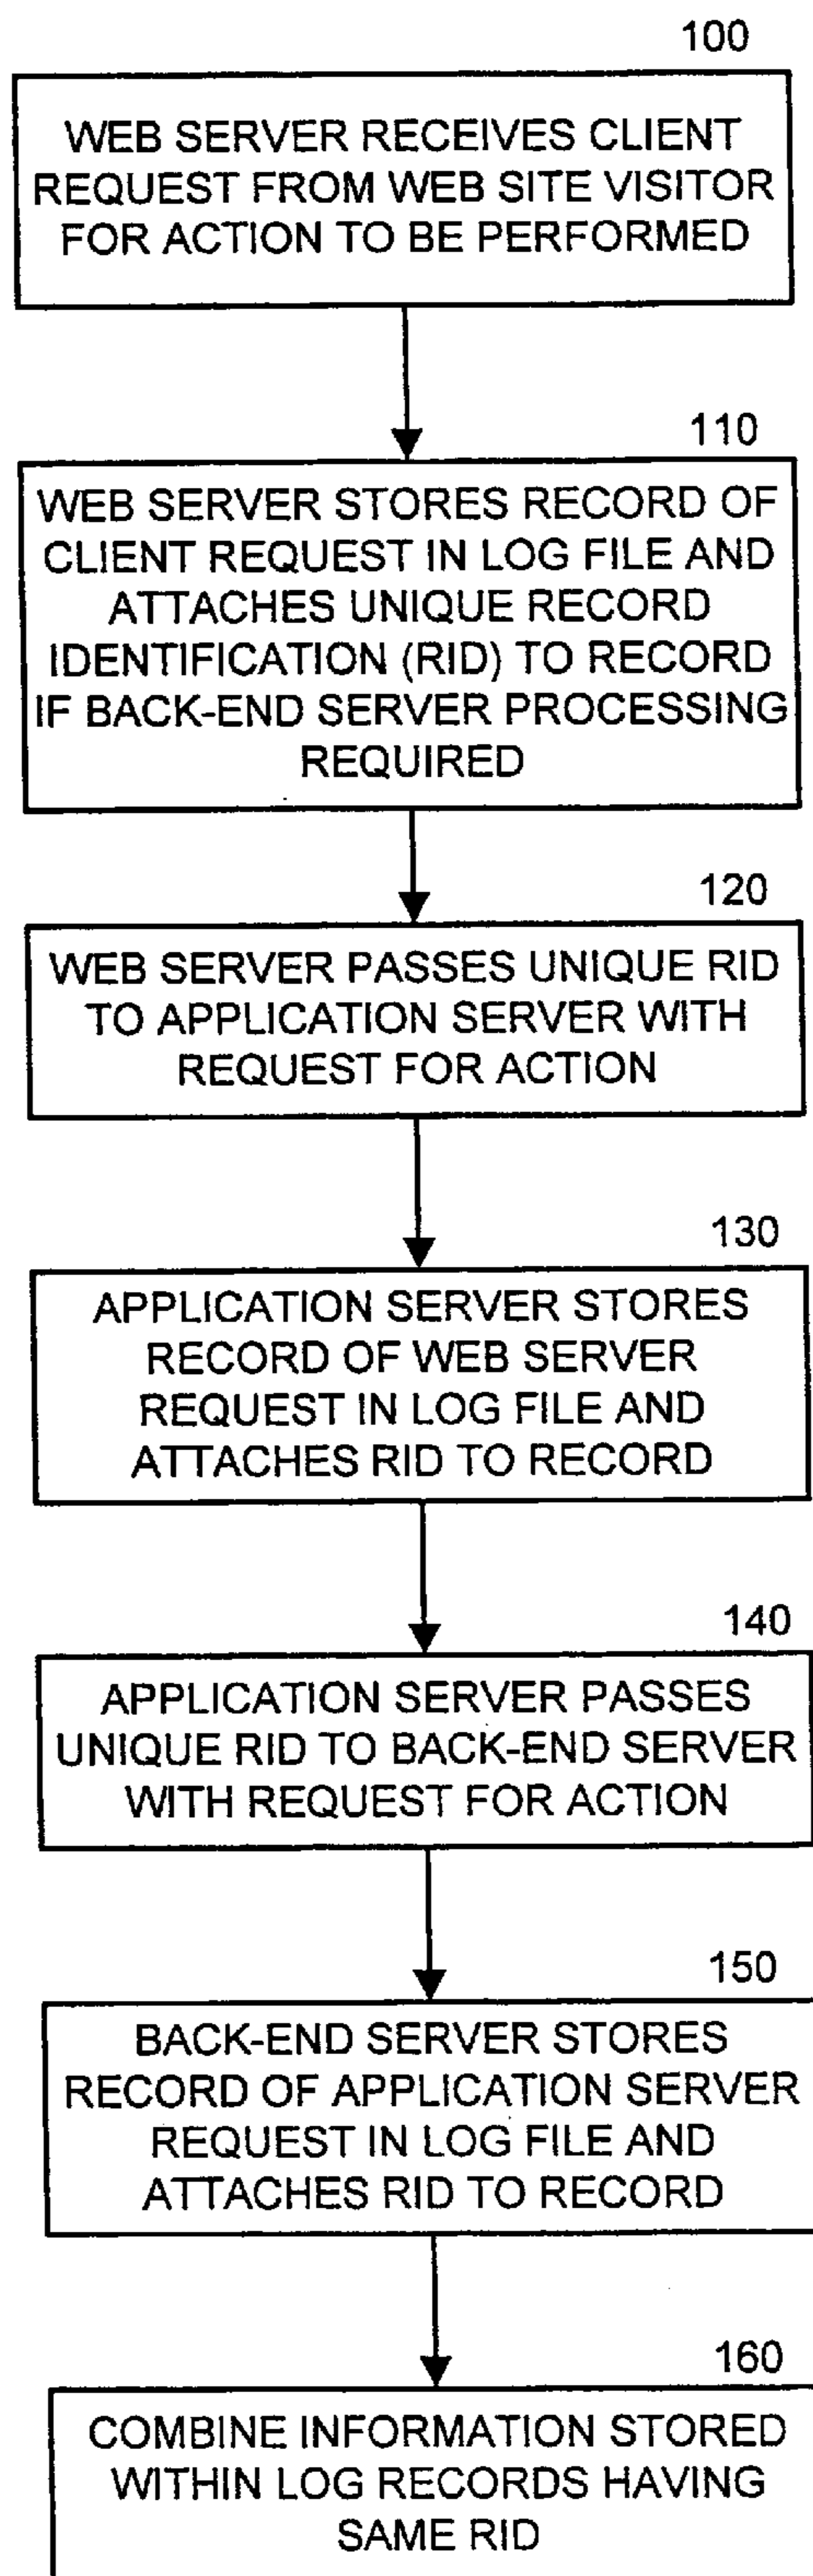 100
WEB SERVER RECEIVES CLIENT
REQUEST FROM WEB SITE VISITOR
FOR ACTION TO BE PERFORMED
110
WEB SERVER STORES RECORD OF
CLIENT REQUEST IN LOG FILE AND
ATTACHES UNIQUE RECORD
IDENTIFICATION (RID) TO RECORD
IF BACK-END SERVER PROCESSING
REQUIRED
120
WEB SERVER PASSES UNIQUE RID
TO APPLICATION SERVER WITH
REQUEST FOR ACTION
130
APPLICATION SERVER STORES
RECORD OF WEB SERVER
REQUEST IN LOG FILE AND
ATTACHES RID TO RECORD
140
APPLICATION SERVER PASSES
UNIQUE RID TO BACK-END SERVER
WITH REQUEST FOR ACTION
150
BACK-END SERVER STORES
RECORD OF APPLICATION SERVER
REQUEST IN LOG FILE AND
ATTACHES RID TO RECORD
160
COMBINE INFORMATION STORED
WITHIN LOG RECORDS HAVING
SAME RID